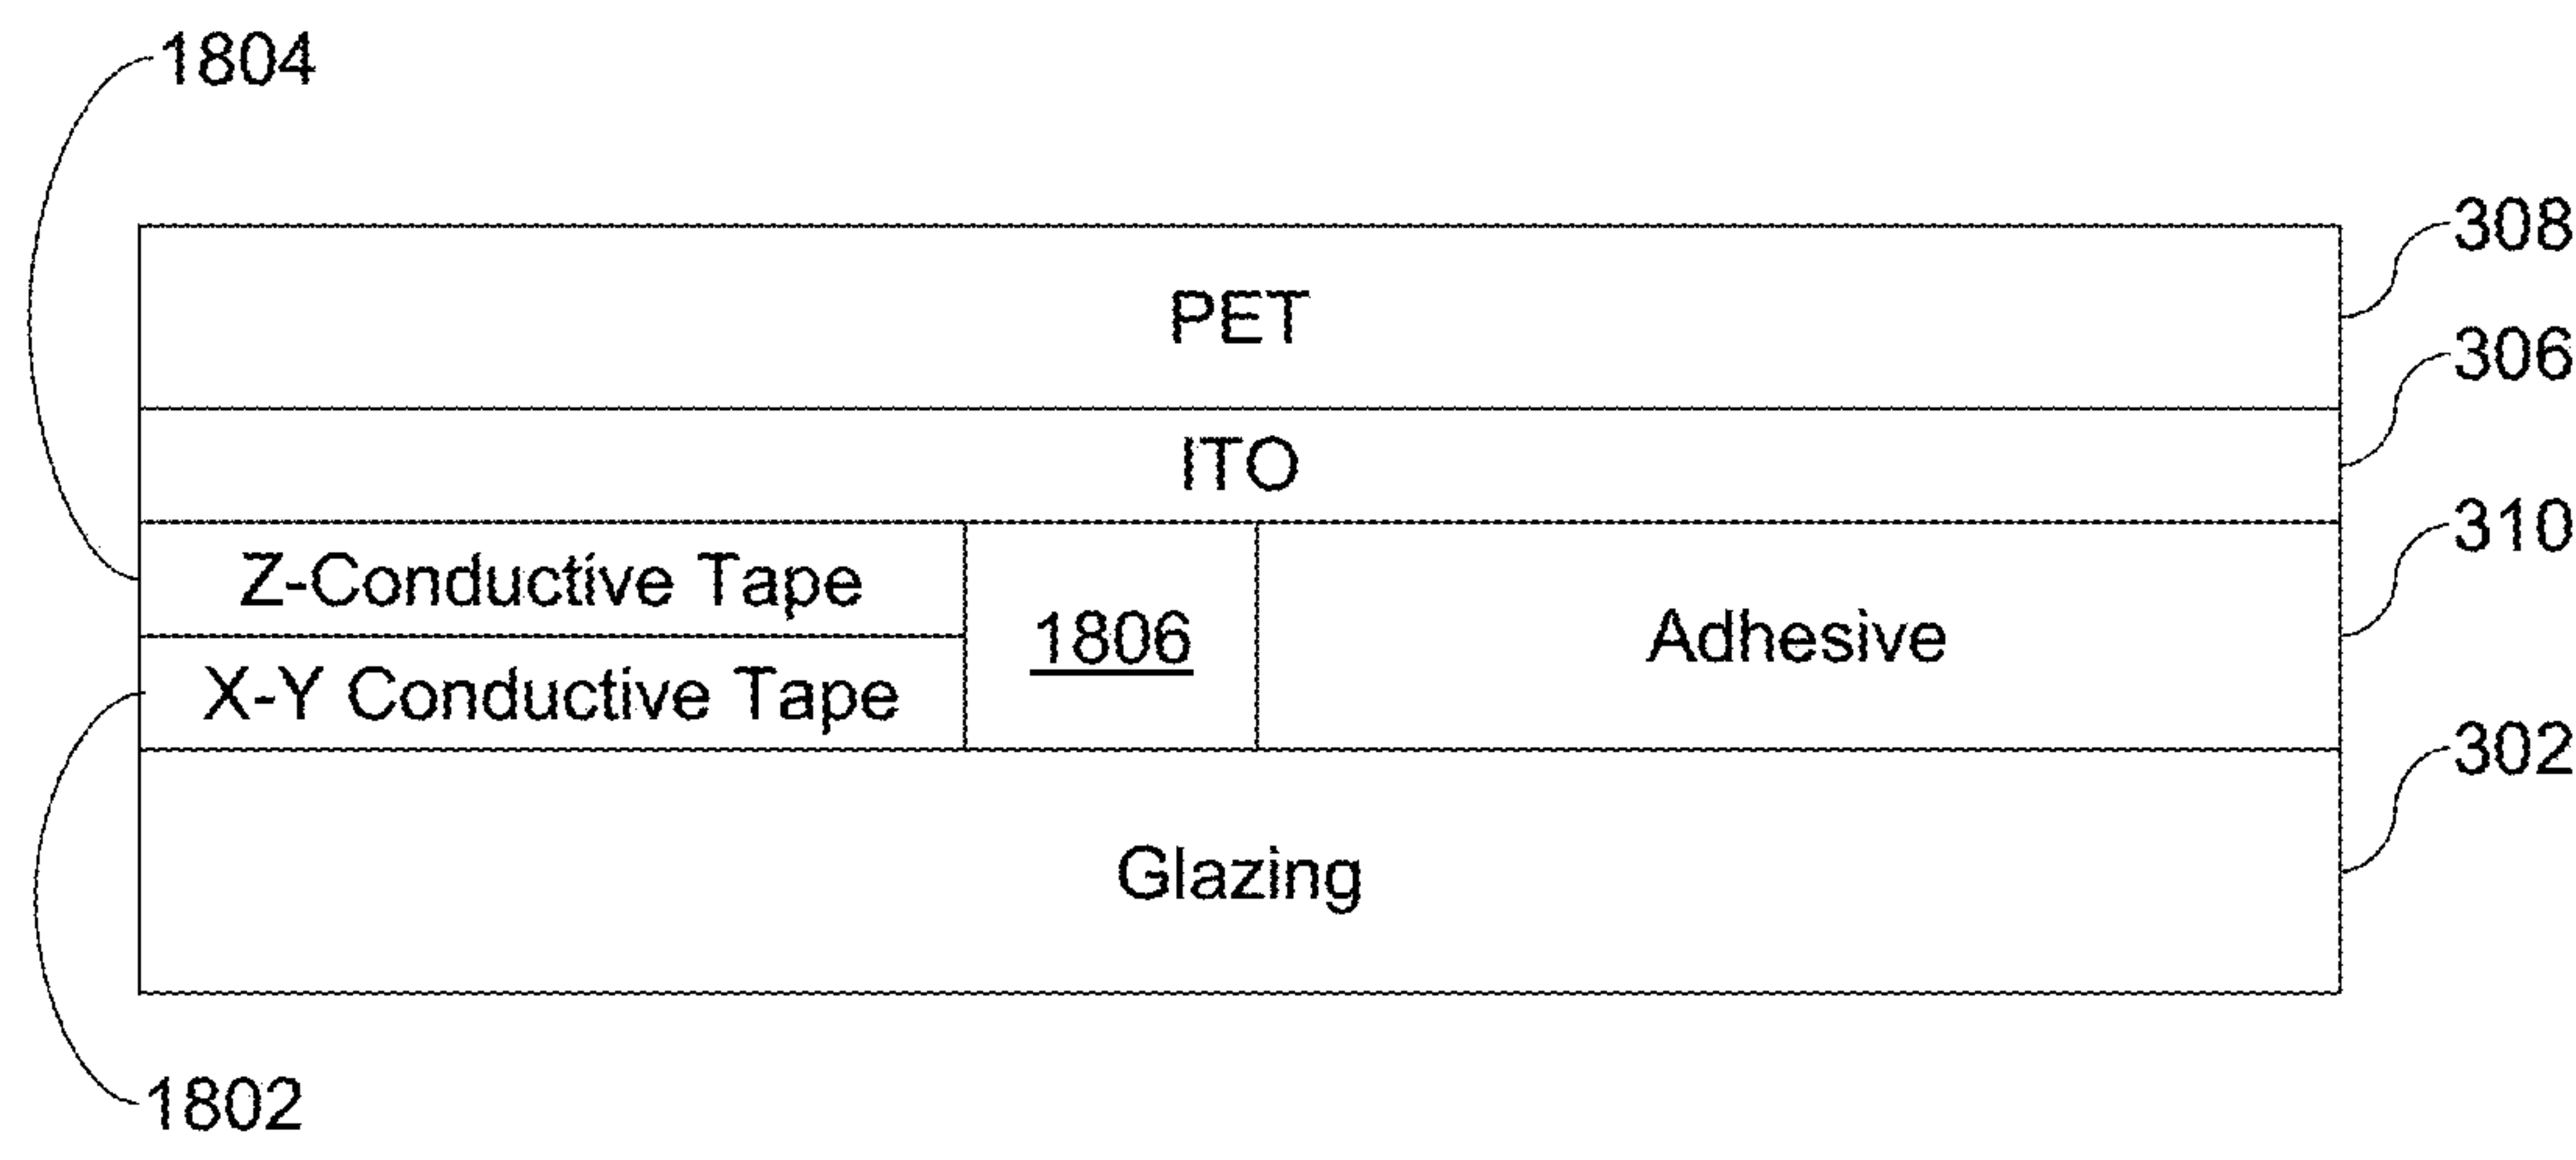 1804
308
PET
306
ITO
310
Z-Conductive Tape
1806
Adhesive
X-Y Conductive Tape
302
Glazing
1802